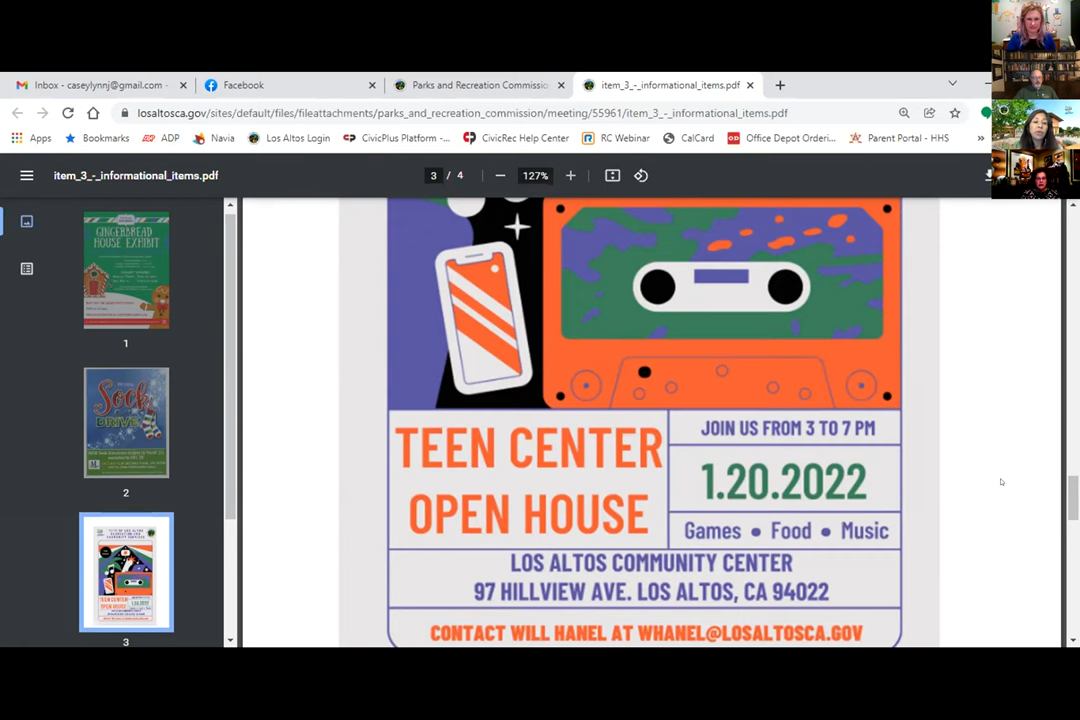 Inbox - caseylynnj@gmail.com -
Facebook
Parks and Recreation Commissio
item_3_-_informational_items.pdf
losaltosca.gov/sites/default/files/fileattachments/parks_and_recreation_commission/meeting/55961/item_3_-_informational_items.pdf
Apps
Bookmarks
ADP
Navia
Los Altos Login
CivicPlus Platform -...
CivicRec Help Center
RC Webinar
CalCard
Office Depot Orderi...
Parent Portal - HHS
»
item_3_-_informational_items.pdf
3 / 4
127%
GINGERBREAD
HOUSE EXHIBIT
1
Sock
DRIVE
2
TEEN CENTER
OPEN HOUSE
3
TEEN CENTER
OPEN HOUSE
JOIN US FROM 3 TO 7 PM
1.20.2022
Games • Food • Music
LOS ALTOS COMMUNITY CENTER
97 HILLVIEW AVE. LOS ALTOS, CA 94022
CONTACT WILL HANEL AT WHANEL@LOSALTOSCA.GOV